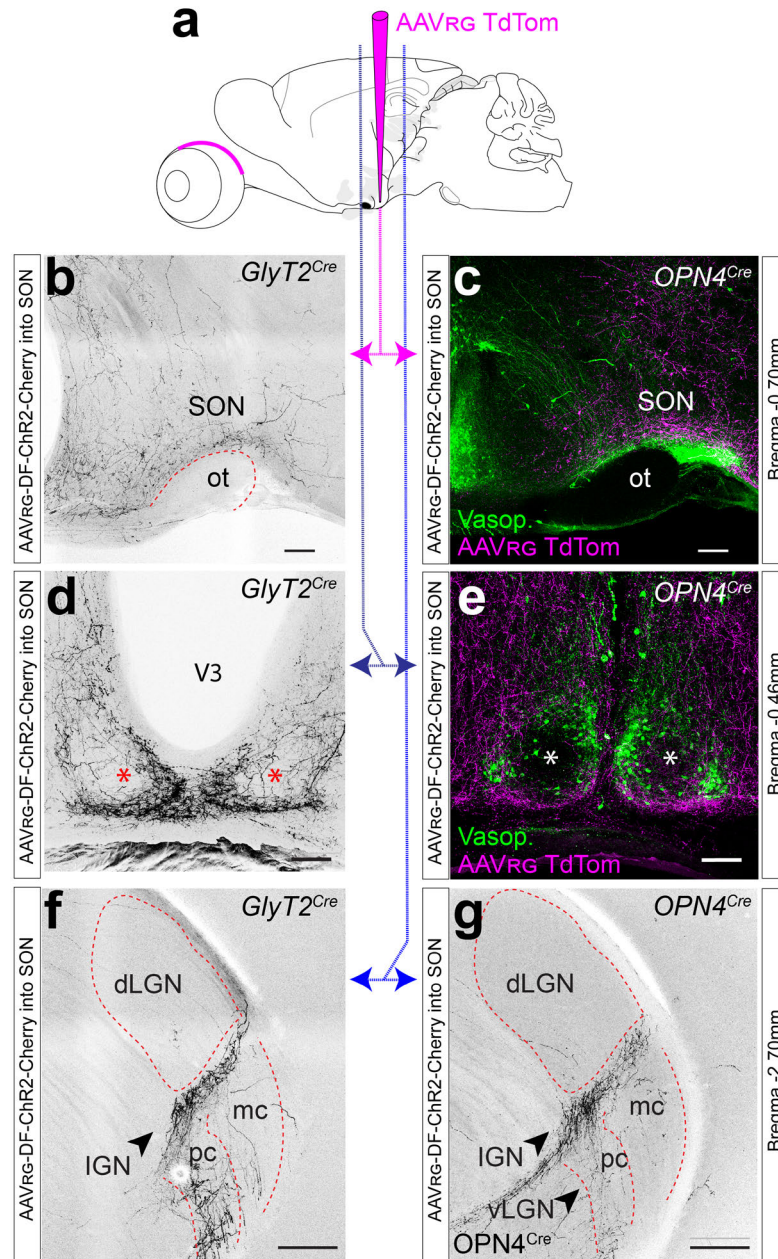 a
AAVRG TdTom
AAVRG-DF-ChR2-Cherry into SON
b
GlyT2Cre
SON
ot
c
OPN4Cre
SON
ot
Vasop.
AAVRG TdTom
AAVRG-DF-ChR2-Cherry into SON
Bregma -0.70mm
AAVRG-DF-ChR2-Cherry into SON
d
GlyT2Cre
V3
*
*
AAVRG-DF-ChR2-Cherry into SON
e
OPN4Cre
*
*
Vasop.
AAVRG TdTom
Bregma -0.46mm
AAVRG-DF-ChR2-Cherry into SON
f
GlyT2Cre
dLGN
mc
IGN
pc
AAVRG-DF-ChR2-Cherry into SON
g
OPN4Cre
dLGN
mc
IGN
pc
vLGN
OPN4Cre
Bregma -2.70mm